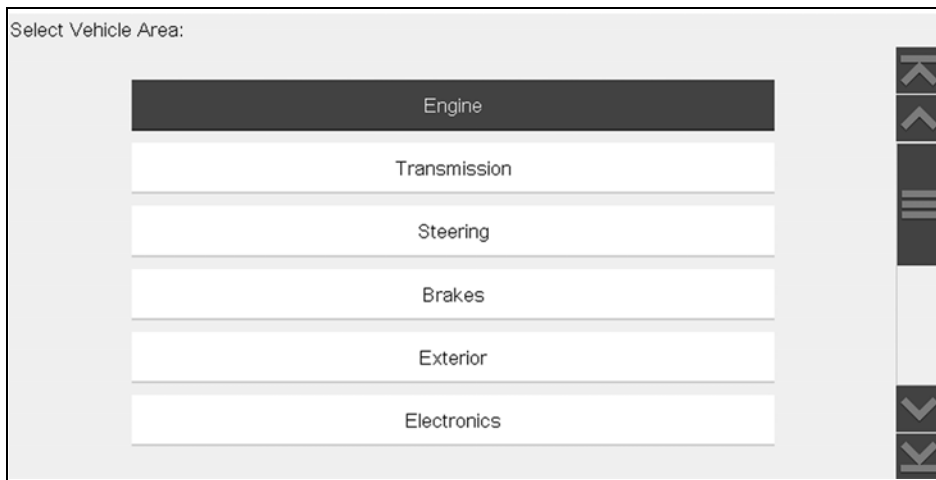 Select Vehicle Area:
Engine
Transmission
Steering
Brakes
Exterior
Electronics